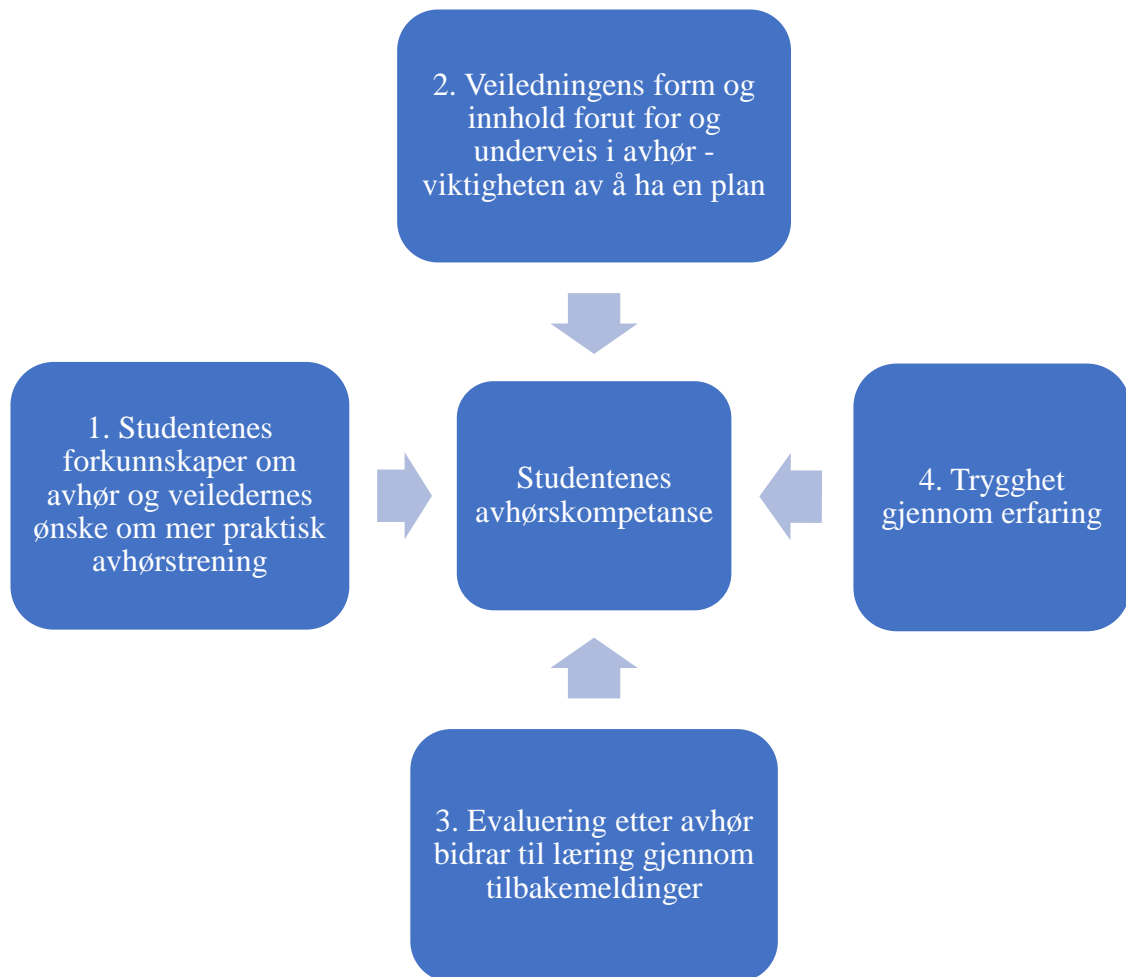 2. Veiledningens form og
innhold forut for og
underveis i avhør -
viktigheten av å ha en plan
1. Studentenes
forkunnskaper om
avhør og veiledernes
ønske om mer praktisk
avhørstrening
Studentenes
avhørskompetanse
4. Trygghet
gjennom erfaring
3. Evaluering etter avhør
bidrar til læring gjennom
tilbakemeldinger